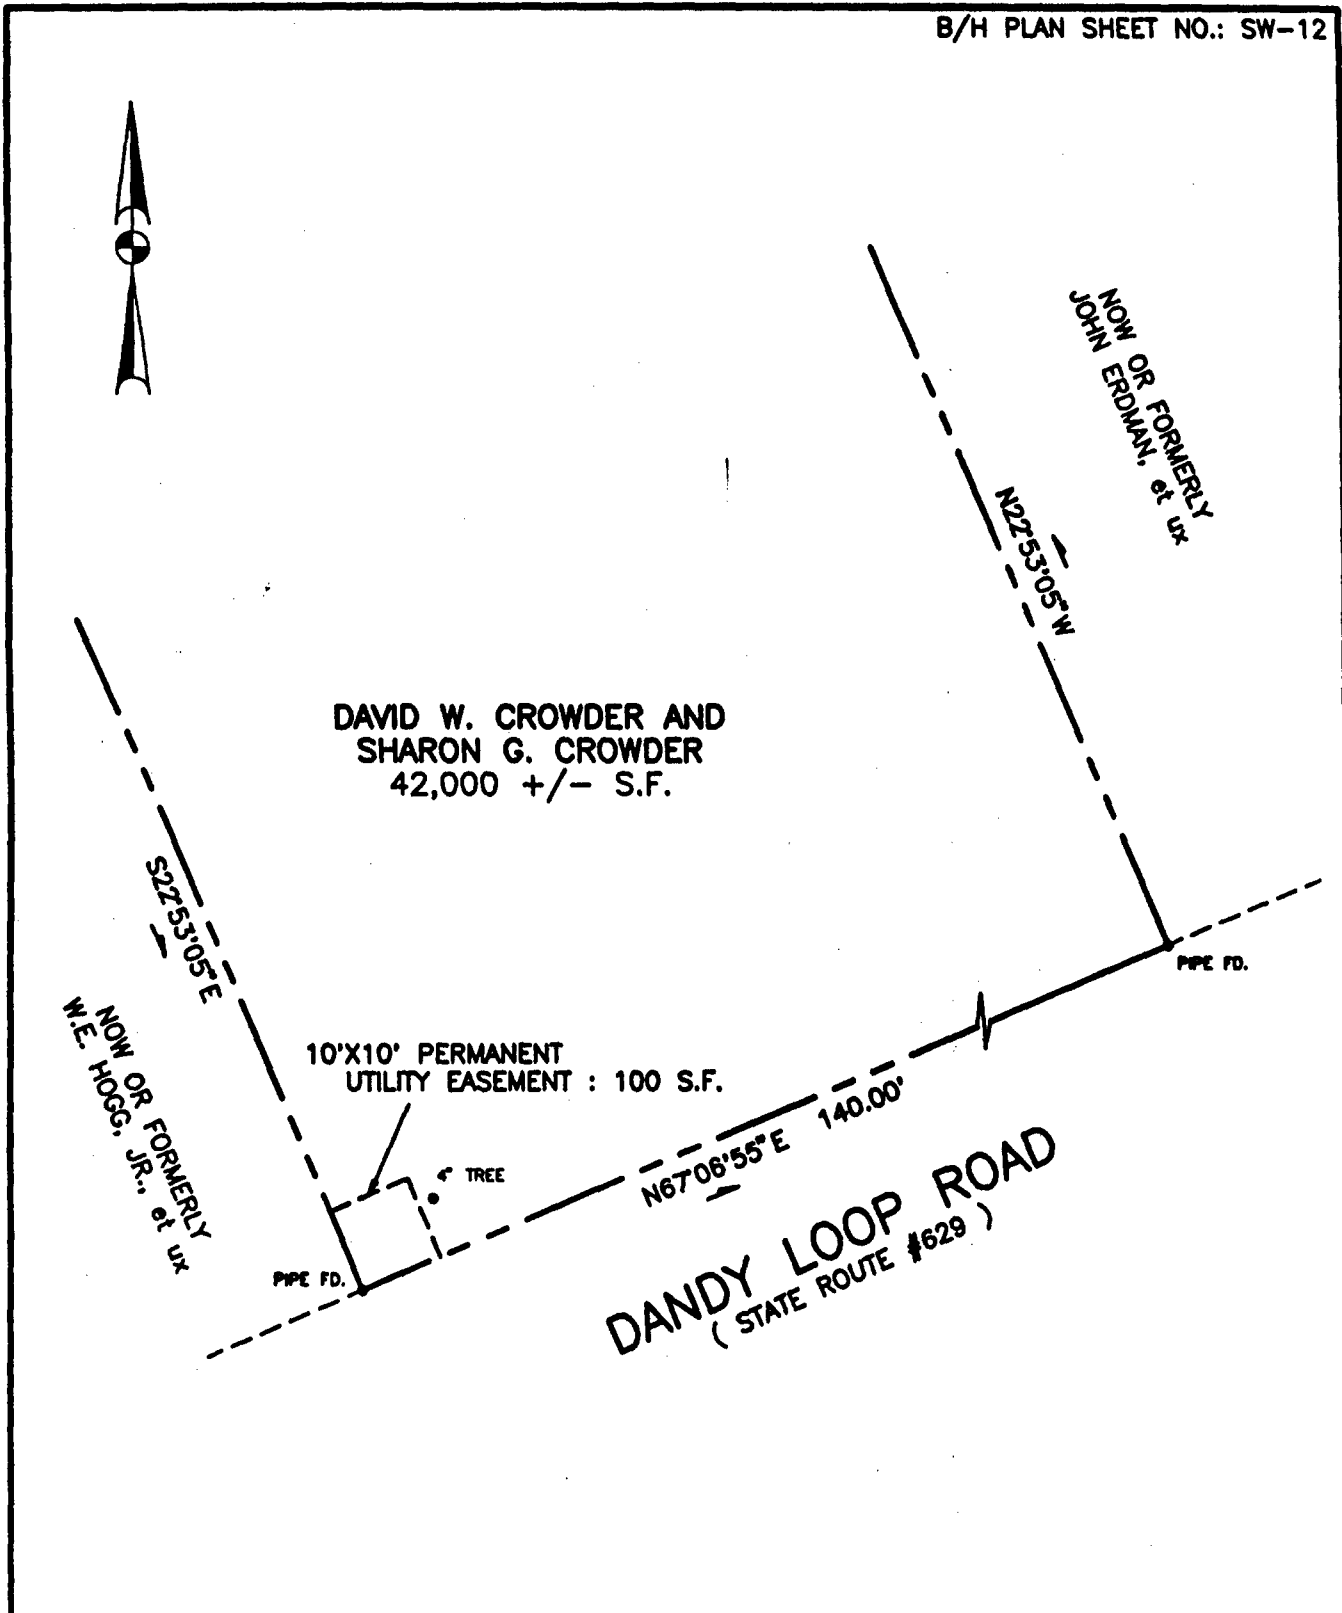 B/H PLAN SHEET NO.: SW-12
NOW OR FORMERLY
JOHN ERDMAN, et ux
N22°53'05"W
DAVID W. CROWDER AND
SHARON G. CROWDER
42,000 +/- S.F.
S22°53'05"E
PIPE FD.
NOW OR FORMERLY
W.E. HOGG, JR., et ux
10'X10' PERMANENT
UTILITY EASEMENT : 100 S.F.
4" TREE
N67°06'55"E 140.00'
PIPE FD.
DANDY LOOP ROAD
( STATE ROUTE #629 )